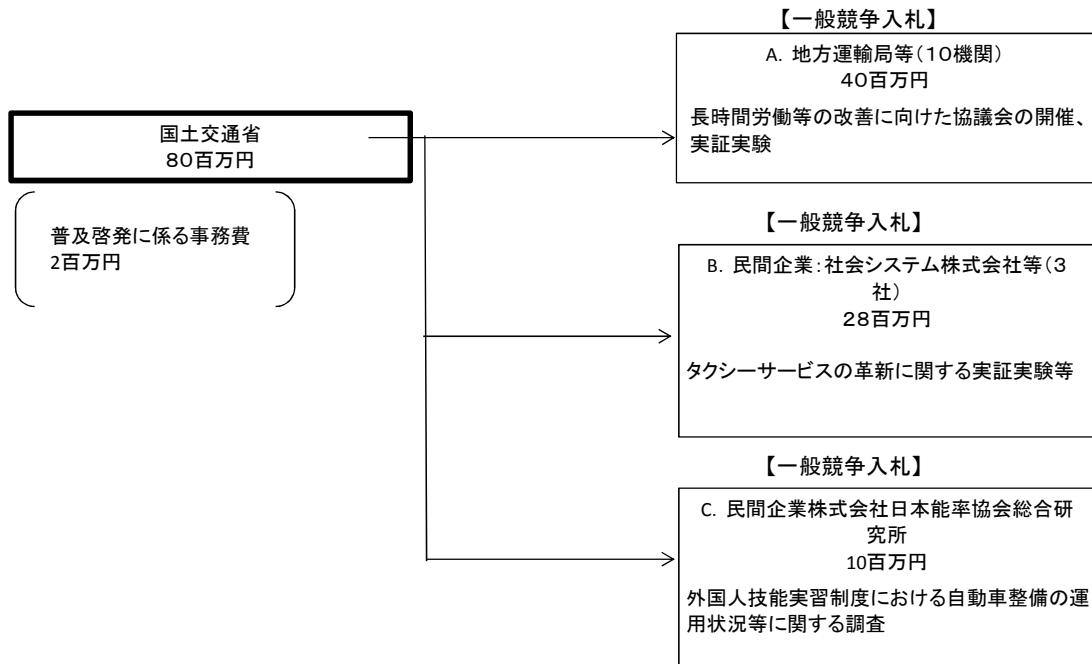 【一般競争入札】
A. 地方運輸局等（１０機関）
４０百万円
長時間労働等の改善に向けた協議会の開催、
実証実験
国土交通省
８０百万円
普及啓発に係る事務費
2百万円
【一般競争入札】
B. 民間企業：社会システム株式会社等（３
社）
２８百万円
タクシーサービスの革新に関する実証実験等
【一般競争入札】
C. 民間企業株式会社日本能率協会総合研
究所
10百万円
外国人技能実習制度における自動車整備の運
用状況等に関する調査